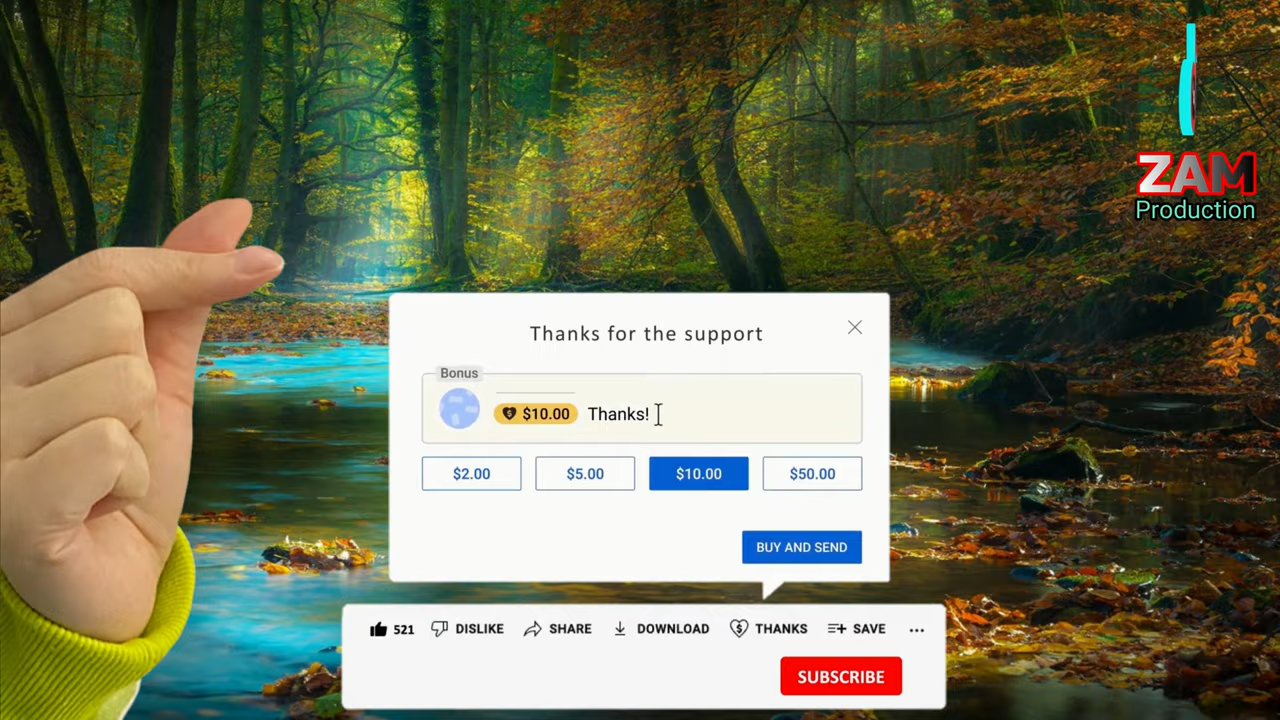 ZAM
Production
Thanks for the support
Bonus
$10.00 Thanks!
$2.00 $5.00 $10.00 $50.00
BUY AND SEND
521 DISLIKE SHARE DOWNLOAD THANKS SAVE
SUBSCRIBE